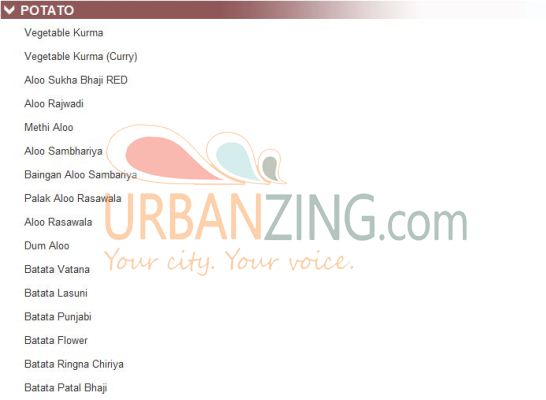 POTATO
Vegetable Kurma
Vegetable Kurma (Curry)
Aloo Sukha Bhaji RED
Aloo Rajwadi
Methi Aloo
Aloo Sambhariya
Baingan Aloo Sambariya
Palak Aloo Rasawala
Aloo Rasawala
Dum Aloo
Batata Vatana
Batata Lasuni
Batata Punjabi
Batata Flower
Batata Ringna Chiriya
Batata Patal Bhaji
URBANZING.com
Your city. Your voice.